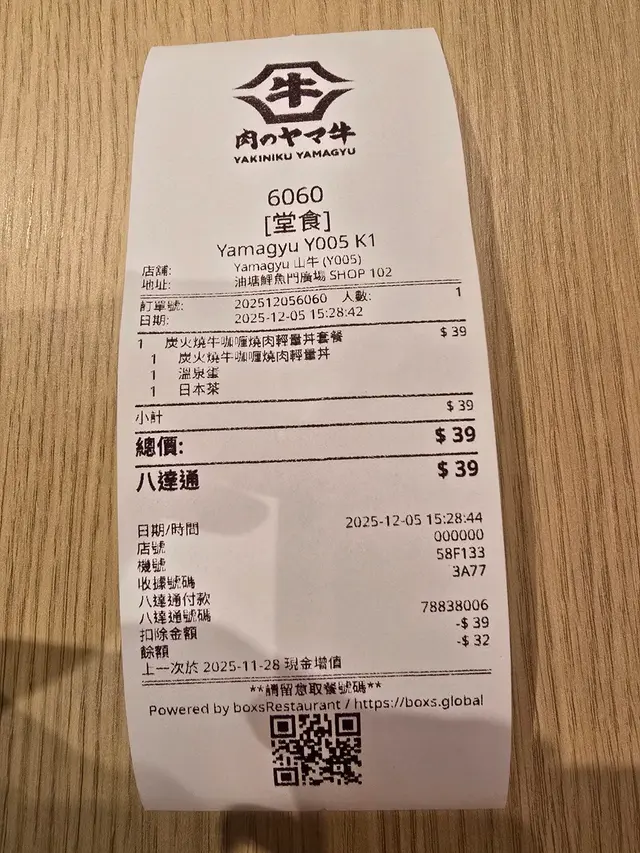 牛
肉のヤマ牛
YAKINIKU YAMAGYU
6060
[堂食]
Yamagyu Y005 K1
店舖: Yamagyu 山牛 (Y005)
地址: 油塘鯉魚門廣場 SHOP 102
訂單號: 202512056060 人數: 1
日期: 2025-12-05 15:28:42
1 炭火燒牛咖喱燒肉輕量丼套餐 $ 39
1 炭火燒牛咖喱燒肉輕量丼
1 溫泉蛋
1 日本茶
小計 $ 39
總價: $ 39
八達通 $ 39
日期/時間 2025-12-05 15:28:44
店號 000000
機號 58F133
收據號碼 3A77
八達通付款
八達通號碼 78838006
扣除金額 -$ 39
餘額 -$ 32
上一次於 2025-11-28 現金增值
**請留意取餐號碼**
Powered by boxsRestaurant / https://boxs.global